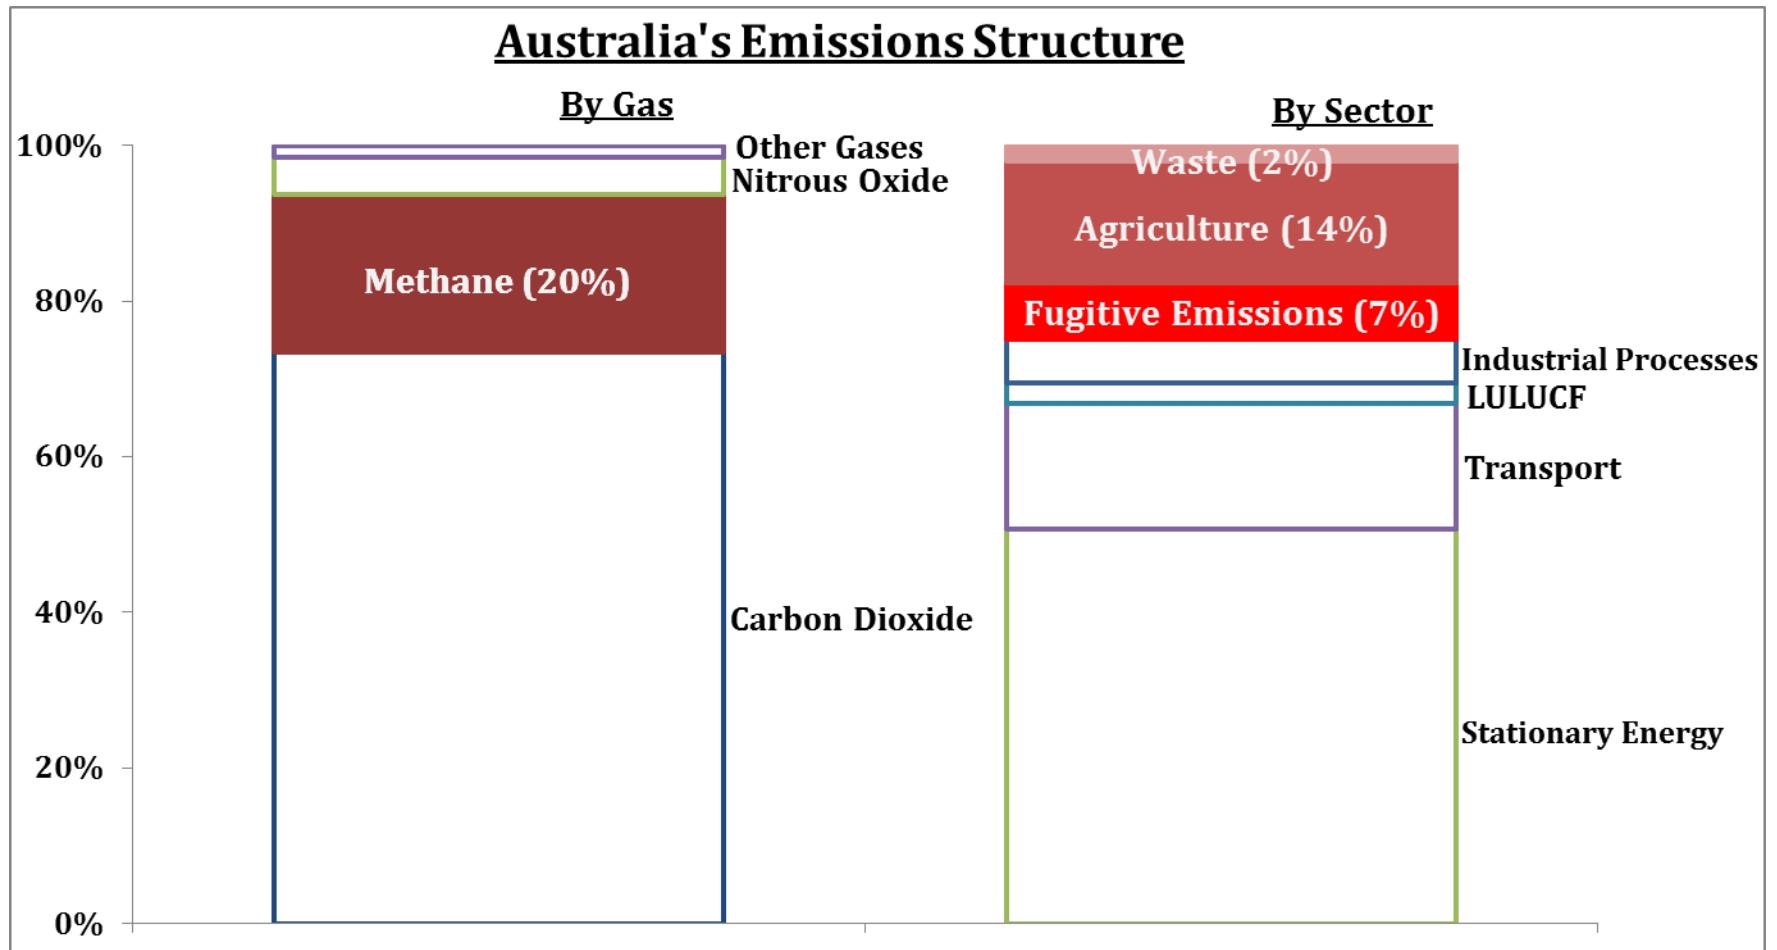 Australia's Emissions Structure
By Gas
By Sector
100%
80%
60%
40%
20%
0%
Other Gases
Nitrous Oxide
Methane (20%)
Carbon Dioxide
Waste (2%)
Agriculture (14%)
Fugitive Emissions (7%)
Industrial Processes
LULUCF
Transport
Stationary Energy